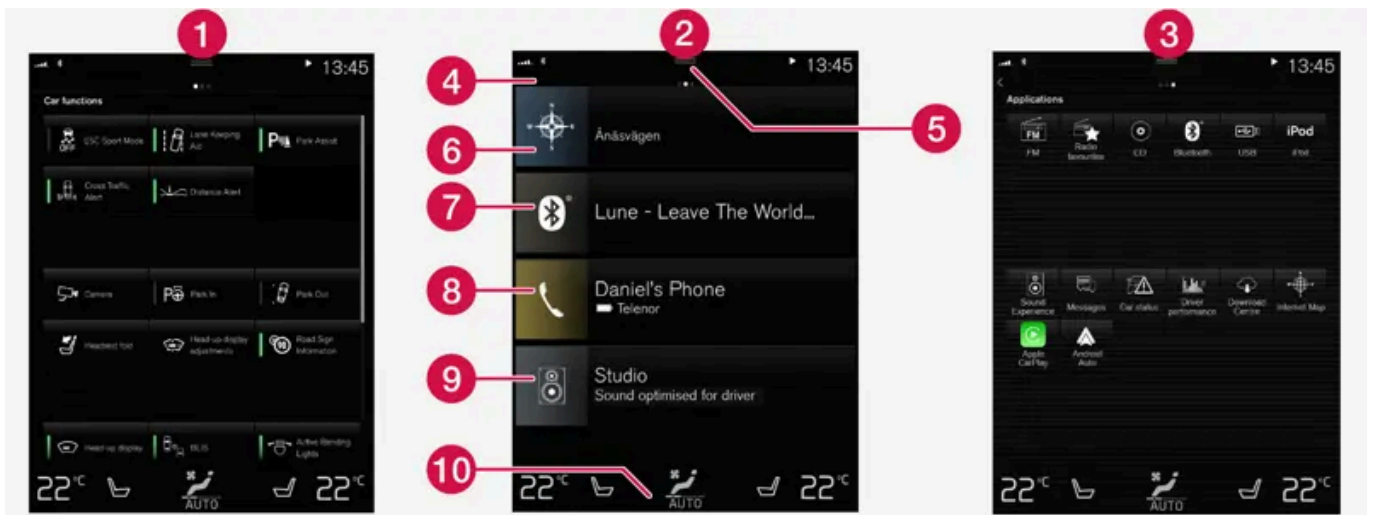 1
2
3
13:45
Car functions
ESC Sport Mode
OFF
Lane Keeping
Aid
Park Assist
Cross Traffic
Alert
Distance Alert
Camera
Park In
Park Out
Headrest fold
Head-up-display
adjustments
Road Sign
Information
Head-up display
BLIS
Active Bending
Lights
22°C
AUTO
22°C
13:45
4
5
6
Ånäsvägen
7
Lune - Leave The World...
8
Daniel's Phone
Telenor
9
Studio
Sound optimised for driver
10
22°C
AUTO
22°C
13:45
Applications
FM
FM
Radio
favourites
CD
Bluetooth
USB
iPod
iPod
Sound
Experience
Messages
Car status
Driver
performance
Download
Centre
Internet Map
Apple
CarPlay
Android
Auto
22°C
AUTO
22°C